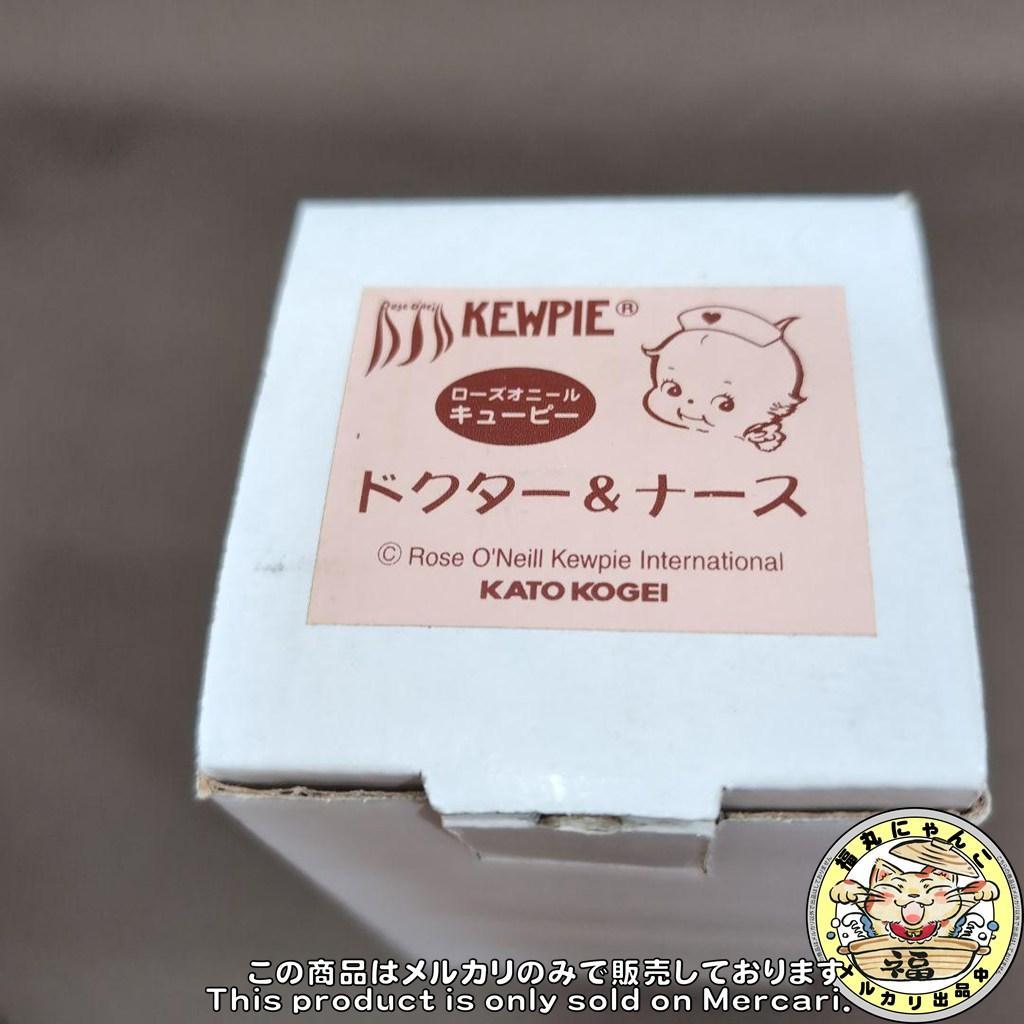 Rose O'Neill
KEWPIE®
ローズオニール
キューピー
ドクター&ナース
© Rose O'Neill Kewpie International
KATO KOGEI
福丸にゃんこ
福
メルカリ出品中
この商品はメルカリのみで販売しております
This product is only sold on Mercari.